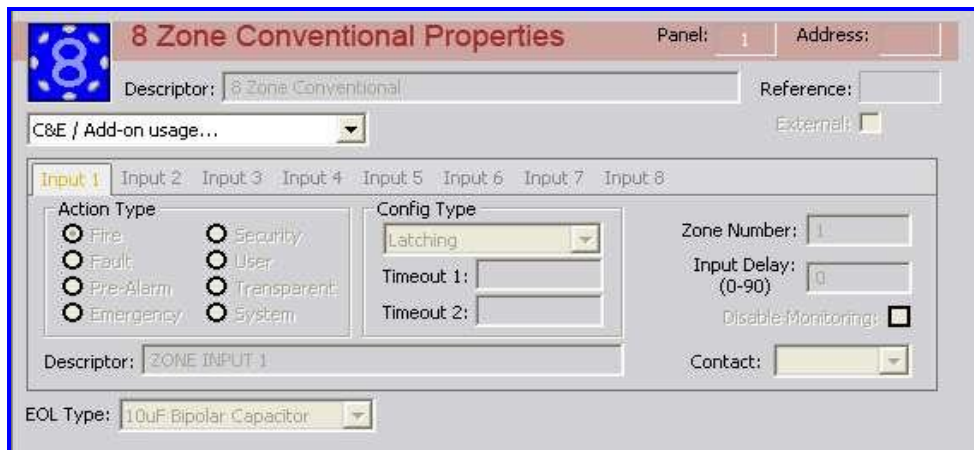 8 Zone Conventional Properties Panel: 1 Address:
8
Descriptor: 8 Zone Conventional Reference:
C&E / Add-on usage... External:
Input 1 Input 2 Input 3 Input 4 Input 5 Input 6 Input 7 Input 8
Action Type Config Type
Fire Security Latching Zone Number: 1
Fault User Timeout 1: Input Delay: 0
(0-90)
Pre-Alarm Transparent
Emergency System Timeout 2: Disable Monitoring:
Descriptor: ZONE INPUT 1 Contact:
EOL Type: 10uF Bipolar Capacitor